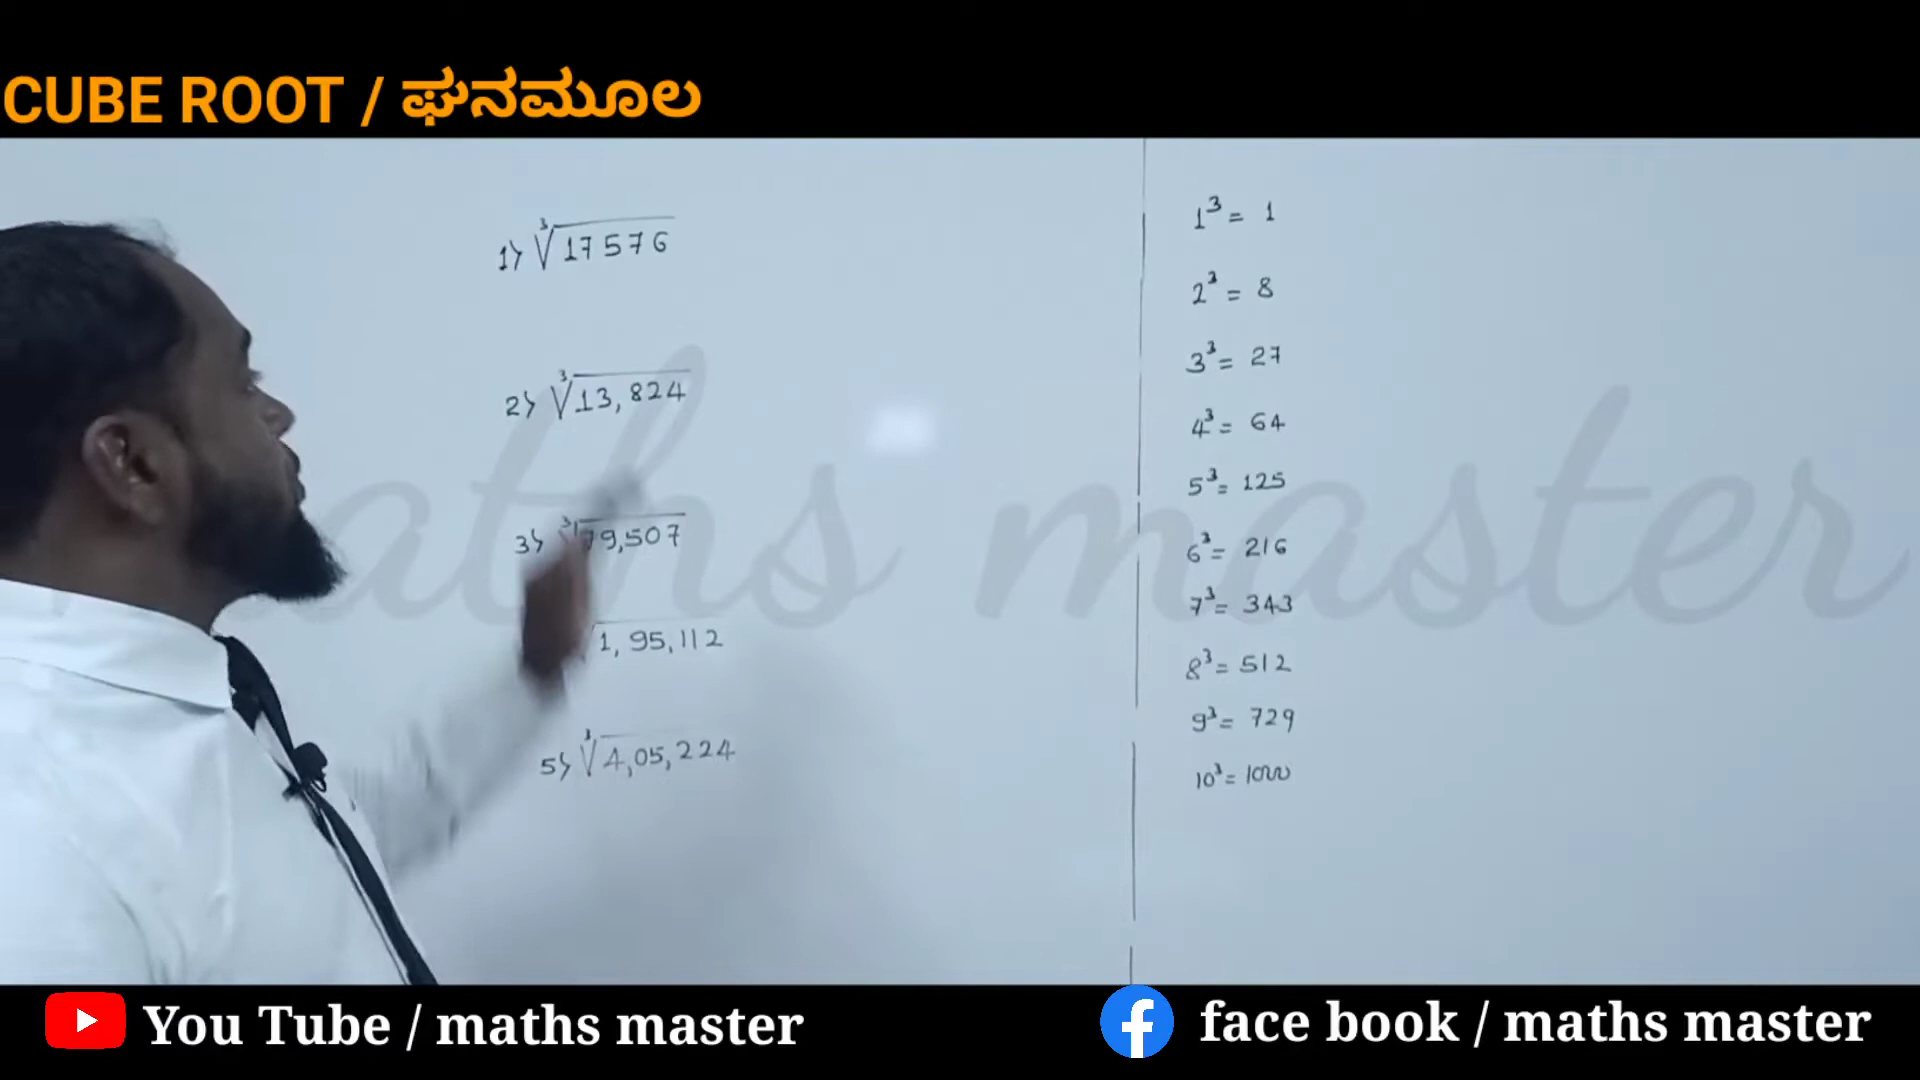 CUBE ROOT / ಘನಮೂಲ
1) ∛17576
2) ∛13,824
3) ∛79,507
1,95,112
5) ∛4,05,224
1³ = 1
2³ = 8
3³ = 27
4³ = 64
5³ = 125
6³ = 216
7³ = 343
8³ = 512
9³ = 729
10³ = 1000
maths master
You Tube / maths master
face book / maths master